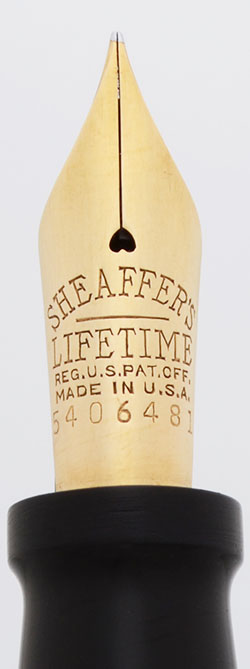 SHEAFFER'S
LIFETIME
REG.U.S.PAT.OFF.
MADE IN U.S.A.
5406481